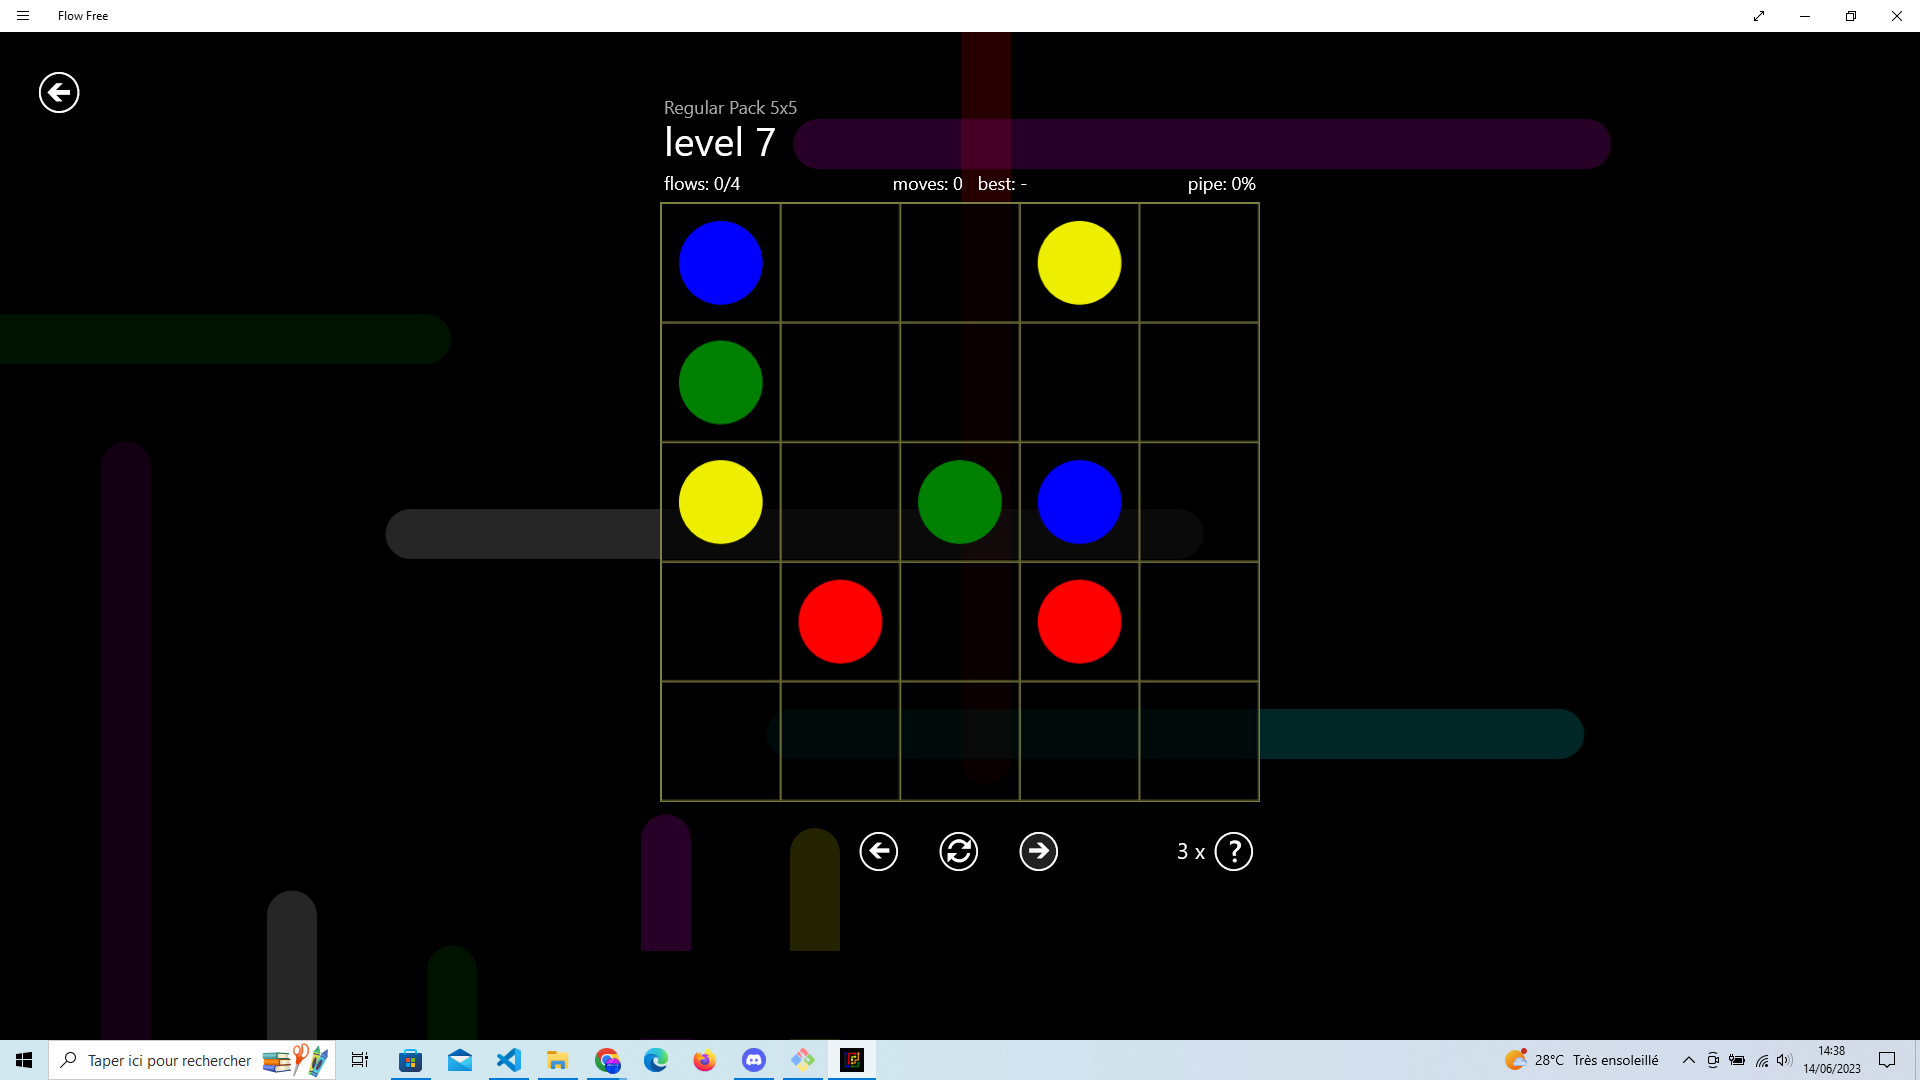 Flow Free
Regular Pack 5x5
level 7
flows: 0/4 moves: 0 best: - pipe: 0%
3 x ?
Taper ici pour rechercher
28°C Très ensoleillé
14:38
14/06/2023